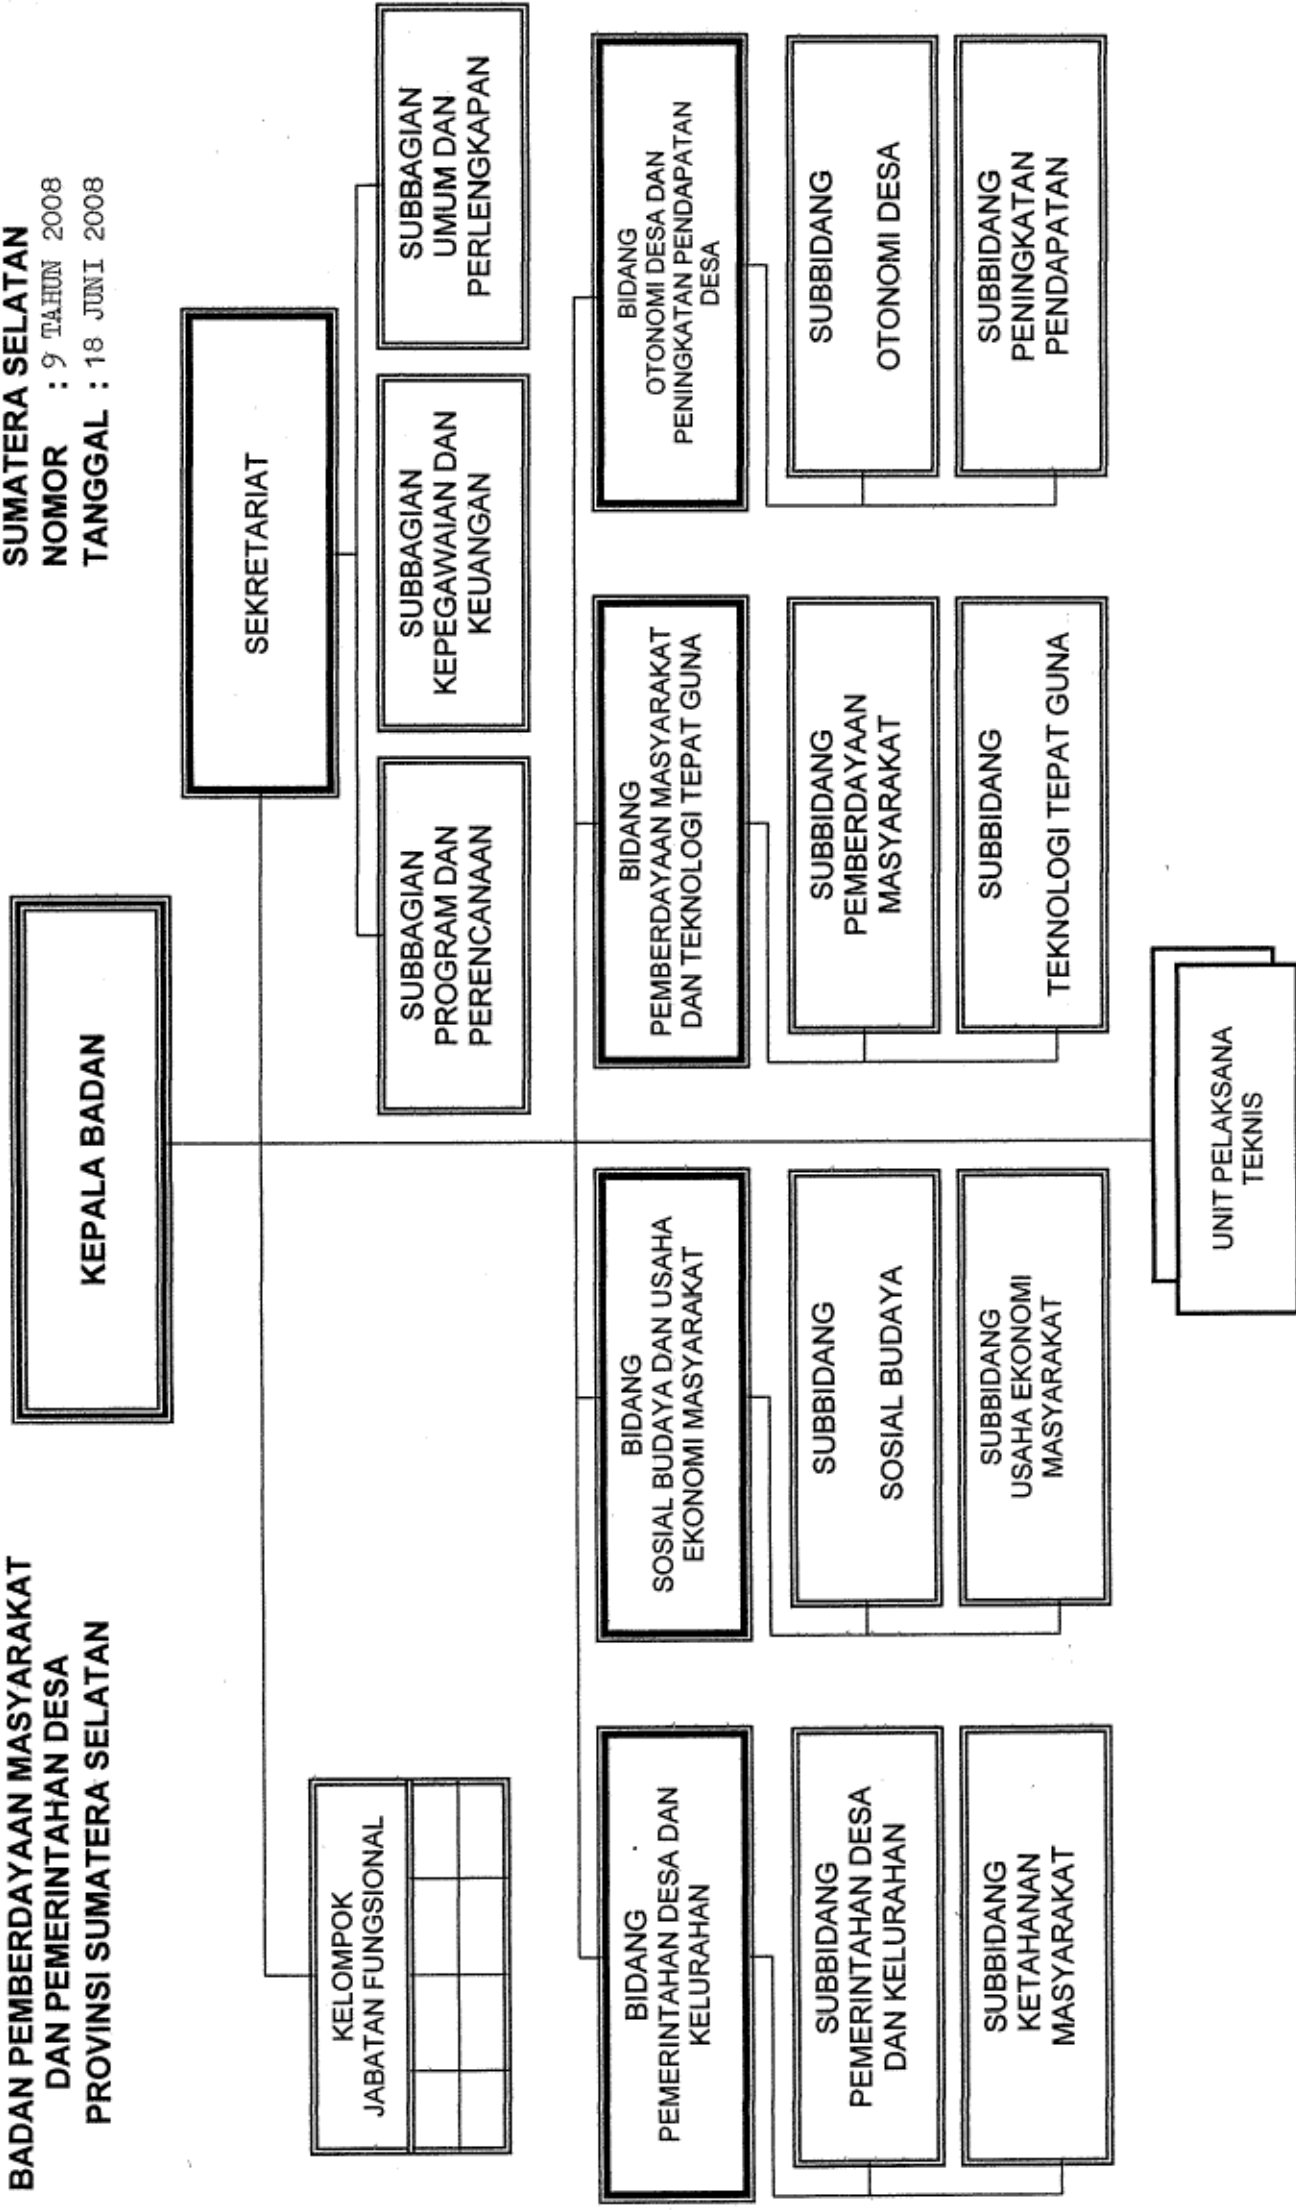 BADAN PEMBERDAYAAN MASYARAKAT
DAN PEMERINTAHAN DESA
PROVINSI SUMATERA SELATAN
SUMATERA SELATAN
NOMOR : 9 TAHUN 2008
TANGGAL : 18 JUNI 2008
KEPALA BADAN
SEKRETARIAT
KELOMPOK
JABATAN FUNGSIONAL
SUBBAGIAN
PROGRAM DAN
PERENCANAAN
SUBBAGIAN
KEPEGAWAIAN DAN
KEUANGAN
SUBBAGIAN
UMUM DAN
PERLENGKAPAN
BIDANG
PEMERINTAHAN DESA DAN
KELURAHAN
BIDANG
SOSIAL BUDAYA DAN USAHA
EKONOMI MASYARAKAT
BIDANG
PEMBERDAYAAN MASYARAKAT
DAN TEKNOLOGI TEPAT GUNA
BIDANG
OTONOMI DESA DAN
PENINGKATAN PENDAPATAN
DESA
SUBBIDANG
PEMERINTAHAN DESA
DAN KELURAHAN
SUBBIDANG
SOSIAL BUDAYA
SUBBIDANG
PEMBERDAYAAN
MASYARAKAT
SUBBIDANG
OTONOMI DESA
SUBBIDANG
KETAHANAN
MASYARAKAT
SUBBIDANG
USAHA EKONOMI
MASYARAKAT
SUBBIDANG
TEKNOLOGI TEPAT GUNA
SUBBIDANG
PENINGKATAN
PENDAPATAN
UNIT PELAKSANA
TEKNIS